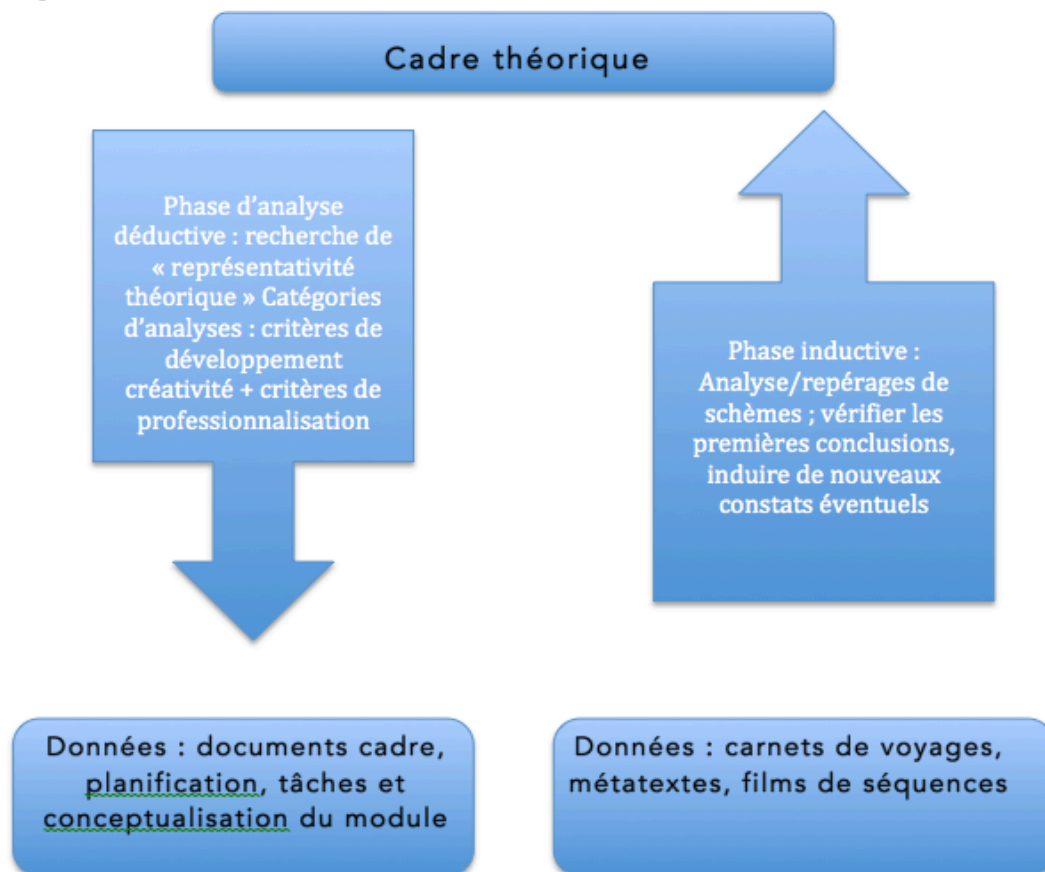 Cadre théorique
Phase d’analyse
déductive : recherche de
« représentativité
théorique » Catégories
d’analyses : critères de
développement
créativité + critères de
professionnalisation
Phase inductive :
Analyse/repérages de
schèmes ; vérifier les
premières conclusions,
induire de nouveaux
constats éventuels
Données : documents cadre,
planification, tâches et
conceptualisation du module
Données : carnets de voyages,
métatextes, films de séquences